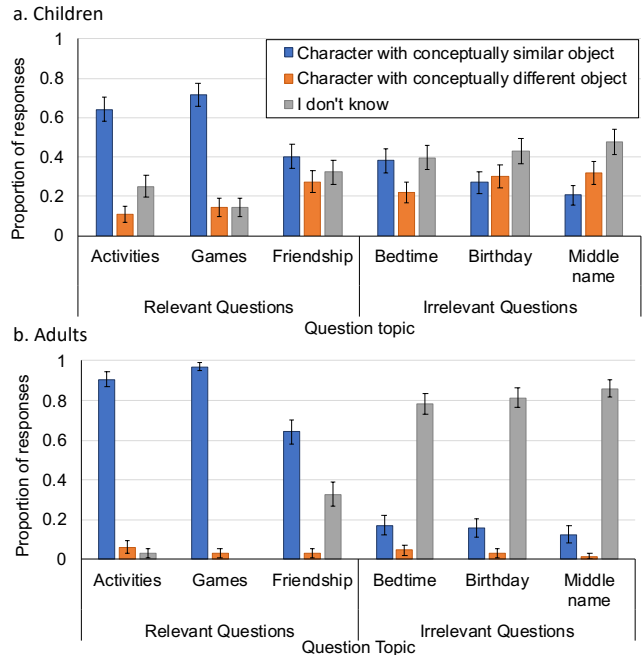 a. Children
Proportion of responses
1
0.8
0.6
0.4
0.2
0
Character with conceptually similar object
Character with conceptually different object
I don't know
Activities Games Friendship Bedtime Birthday Middle
name
Relevant Questions Irrelevant Questions
Question topic
b. Adults
Proportion of responses
1
0.8
0.6
0.4
0.2
0
Activities Games Friendship Bedtime Birthday Middle
name
Relevant Questions Irrelevant Questions
Question Topic